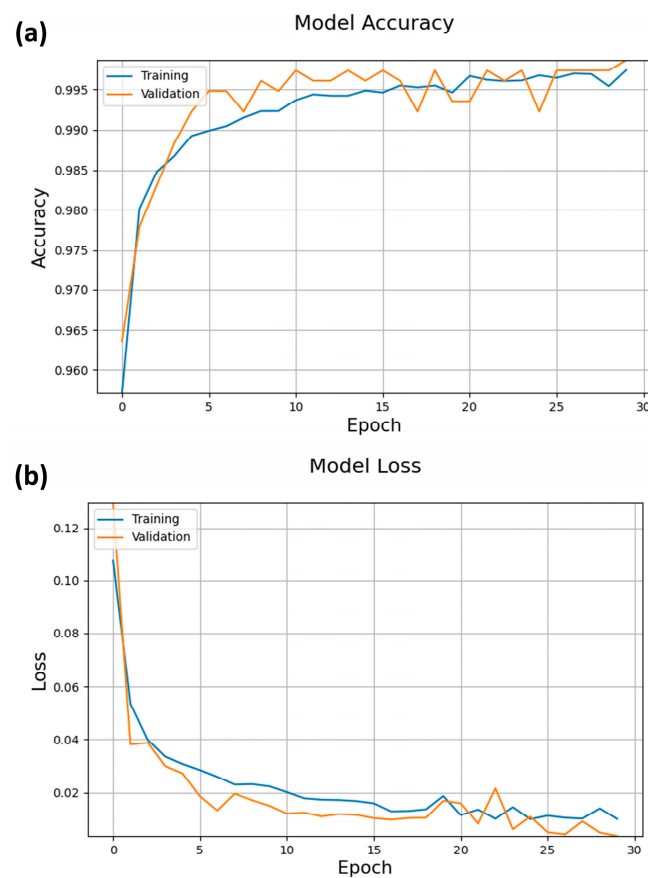 (a)
Model Accuracy
Training
Validation
0.995
0.990
0.985
0.980
0.975
0.970
0.965
0.960
Accuracy
0 5 10 15 20 25 30
Epoch
(b)
Model Loss
Training
Validation
0.12
0.10
0.08
0.06
0.04
0.02
Loss
0 5 10 15 20 25 30
Epoch